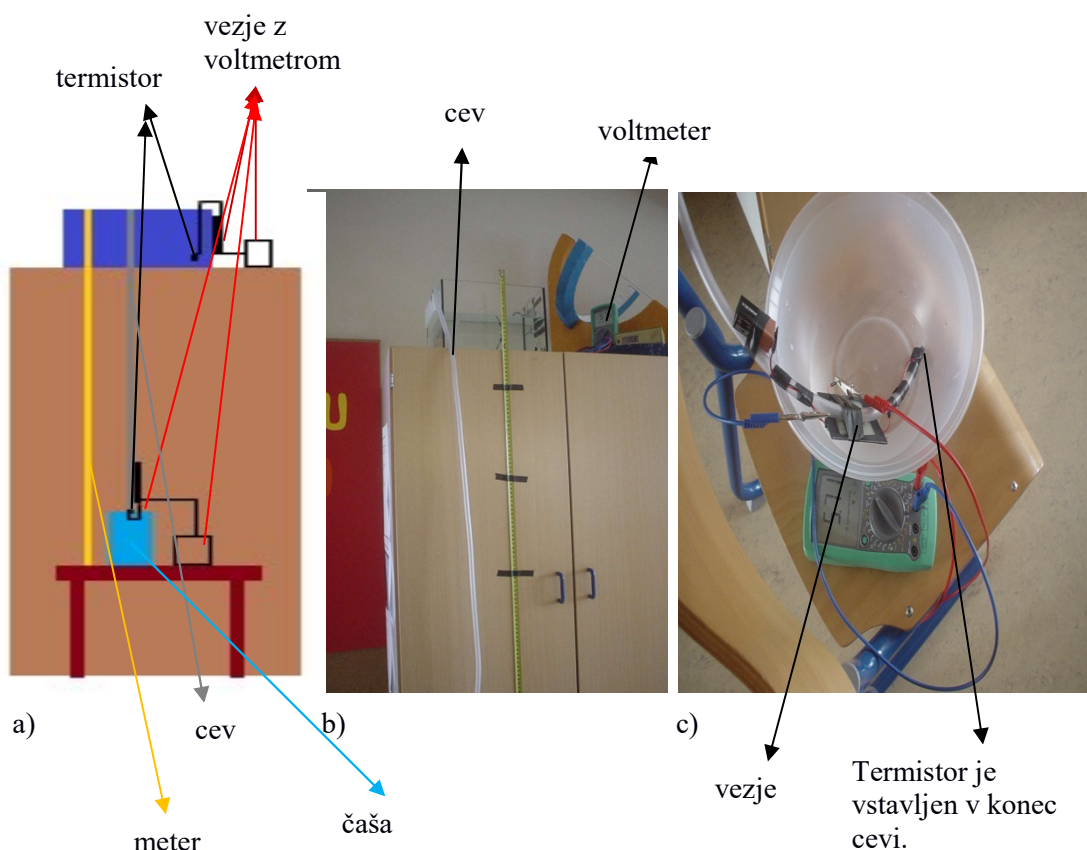 vezje z
voltmetrom
termistor
cev
voltmeter
a)
cev
b)
c)
meter
čaša
vezje
Termistor je
vstavljen v konec
cevi.